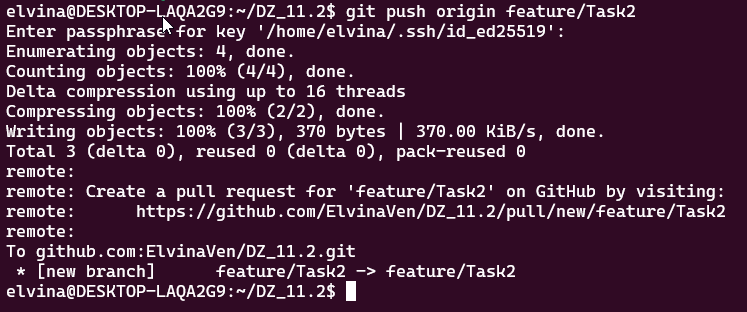 elvina@DESKTOP-LAQA2G9:~/DZ_11.2$ git push origin feature/Task2
Enter passphrase for key '/home/elvina/.ssh/id_ed25519':
Enumerating objects: 4, done.
Counting objects: 100% (4/4), done.
Delta compression using up to 16 threads
Compressing objects: 100% (2/2), done.
Writing objects: 100% (3/3), 370 bytes | 370.00 KiB/s, done.
Total 3 (delta 0), reused 0 (delta 0), pack-reused 0
remote:
remote: Create a pull request for 'feature/Task2' on GitHub by visiting:
remote:      https://github.com/ElvinaVen/DZ_11.2/pull/new/feature/Task2
remote:
To github.com:ElvinaVen/DZ_11.2.git
 * [new branch]      feature/Task2 -> feature/Task2
elvina@DESKTOP-LAQA2G9:~/DZ_11.2$